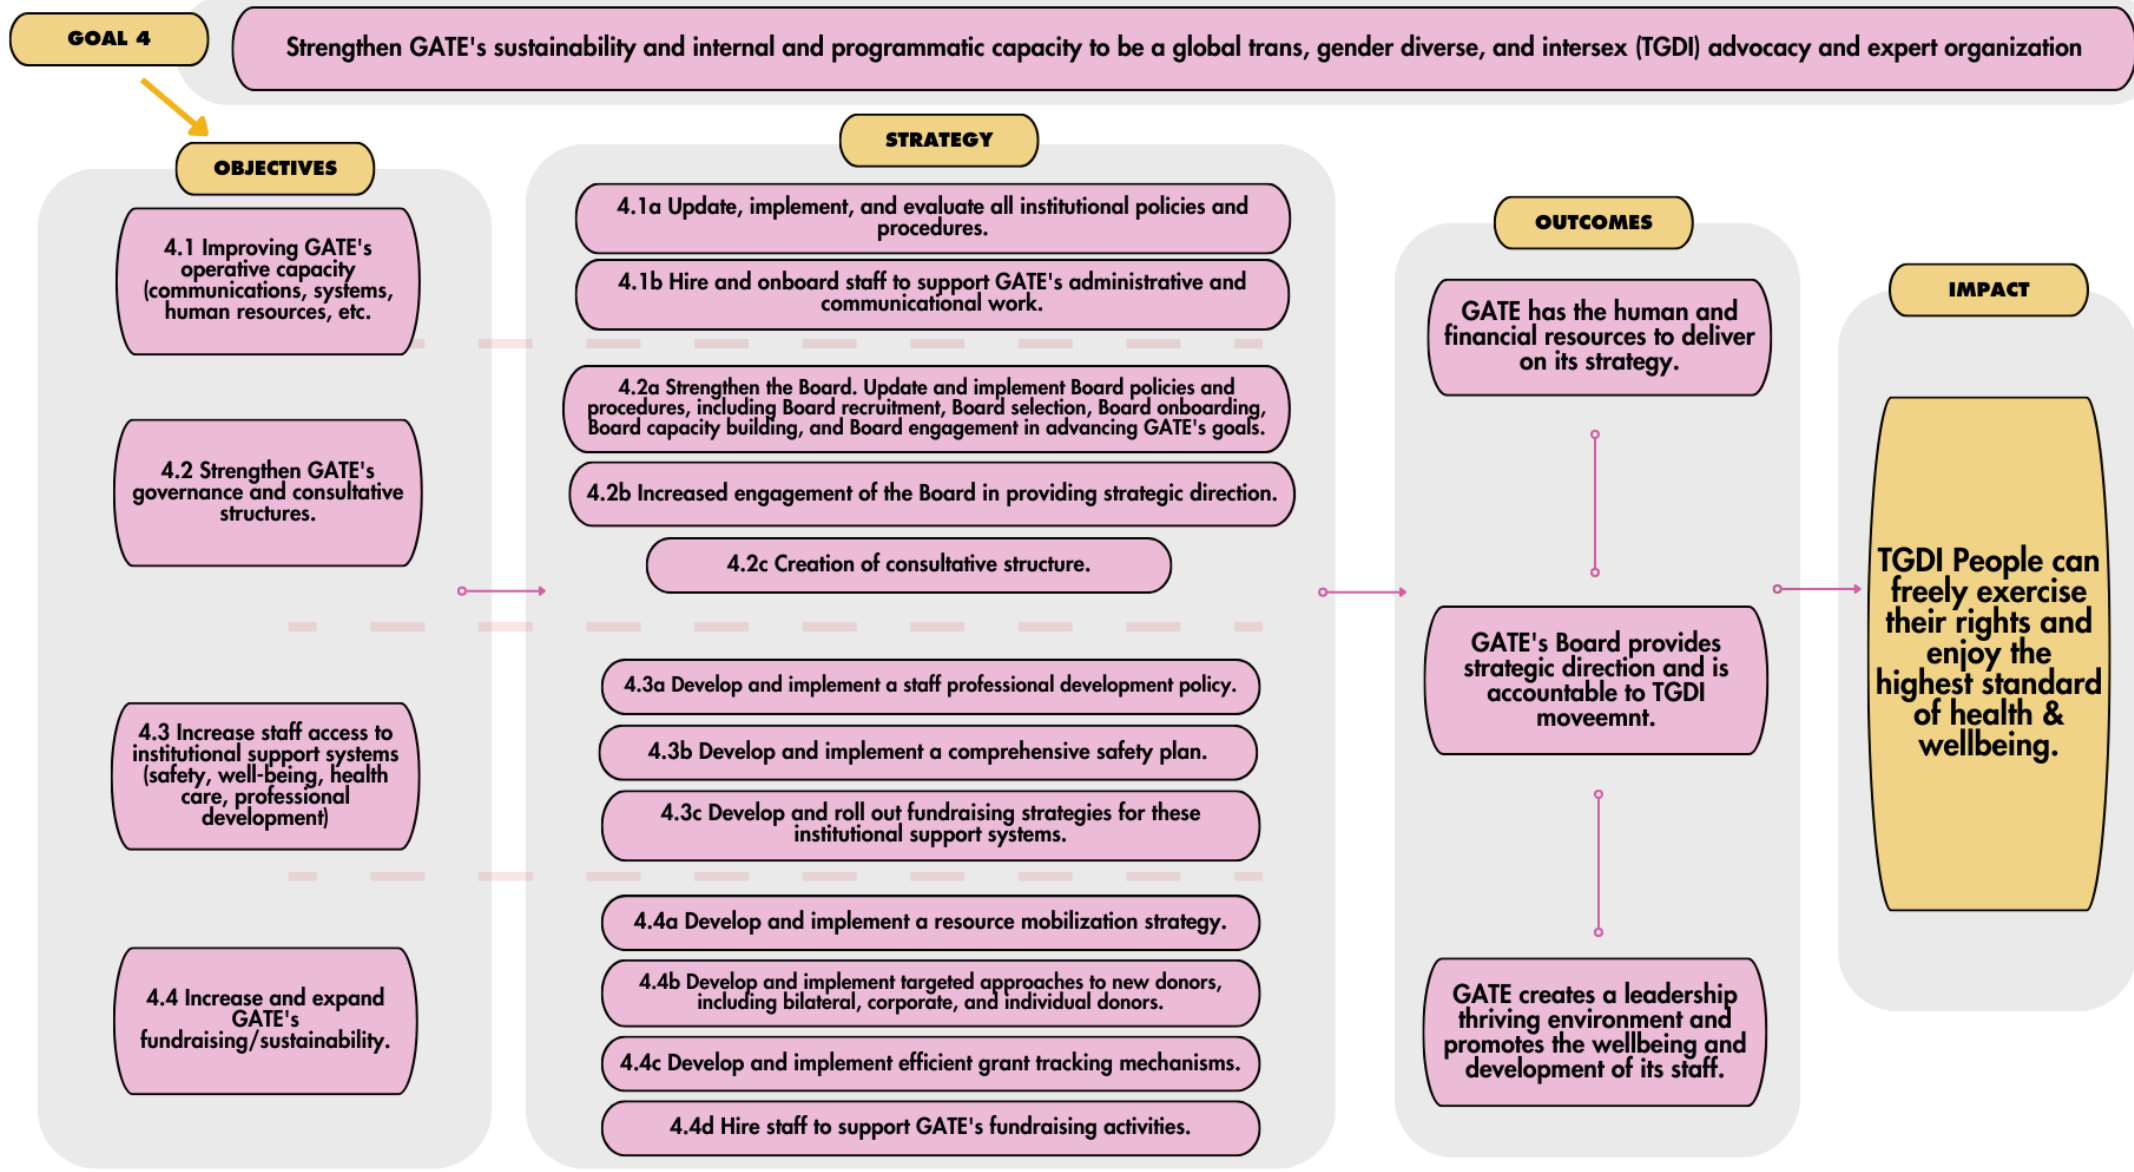 GOAL 4
Strengthen GATE's sustainability and internal and programmatic capacity to be a global trans, gender diverse, and intersex (TGDI) advocacy and expert organization
OBJECTIVES
4.1 Improving GATE's
operative capacity
(communications, systems,
human resources, etc.
4.2 Strengthen GATE's
governance and consultative
structures.
4.3 Increase staff access to
institutional support systems
(safety, well-being, health
care, professional
development)
4.4 Increase and expand
GATE's
fundraising/sustainability.
STRATEGY
4.1a Update, implement, and evaluate all institutional policies and
procedures.
4.1b Hire and onboard staff to support GATE's administrative and
communicational work.
4.2a Strengthen the Board. Update and implement Board policies and
procedures, including Board recruitment, Board selection, Board onboarding,
Board capacity building, and Board engagement in advancing GATE's goals.
4.2b Increased engagement of the Board in providing strategic direction.
4.2c Creation of consultative structure.
4.3a Develop and implement a staff professional development policy.
4.3b Develop and implement a comprehensive safety plan.
4.3c Develop and roll out fundraising strategies for these
institutional support systems.
4.4a Develop and implement a resource mobilization strategy.
4.4b Develop and implement targeted approaches to new donors,
including bilateral, corporate, and individual donors.
4.4c Develop and implement efficient grant tracking mechanisms.
4.4d Hire staff to support GATE's fundraising activities.
OUTCOMES
GATE has the human and
financial resources to deliver
on its strategy.
GATE's Board provides
strategic direction and is
accountable to TGDI
moveemnt.
GATE creates a leadership
thriving environment and
promotes the wellbeing and
development of its staff.
IMPACT
TGDI People can
freely exercise
their rights and
enjoy the
highest standard
of health &
wellbeing.